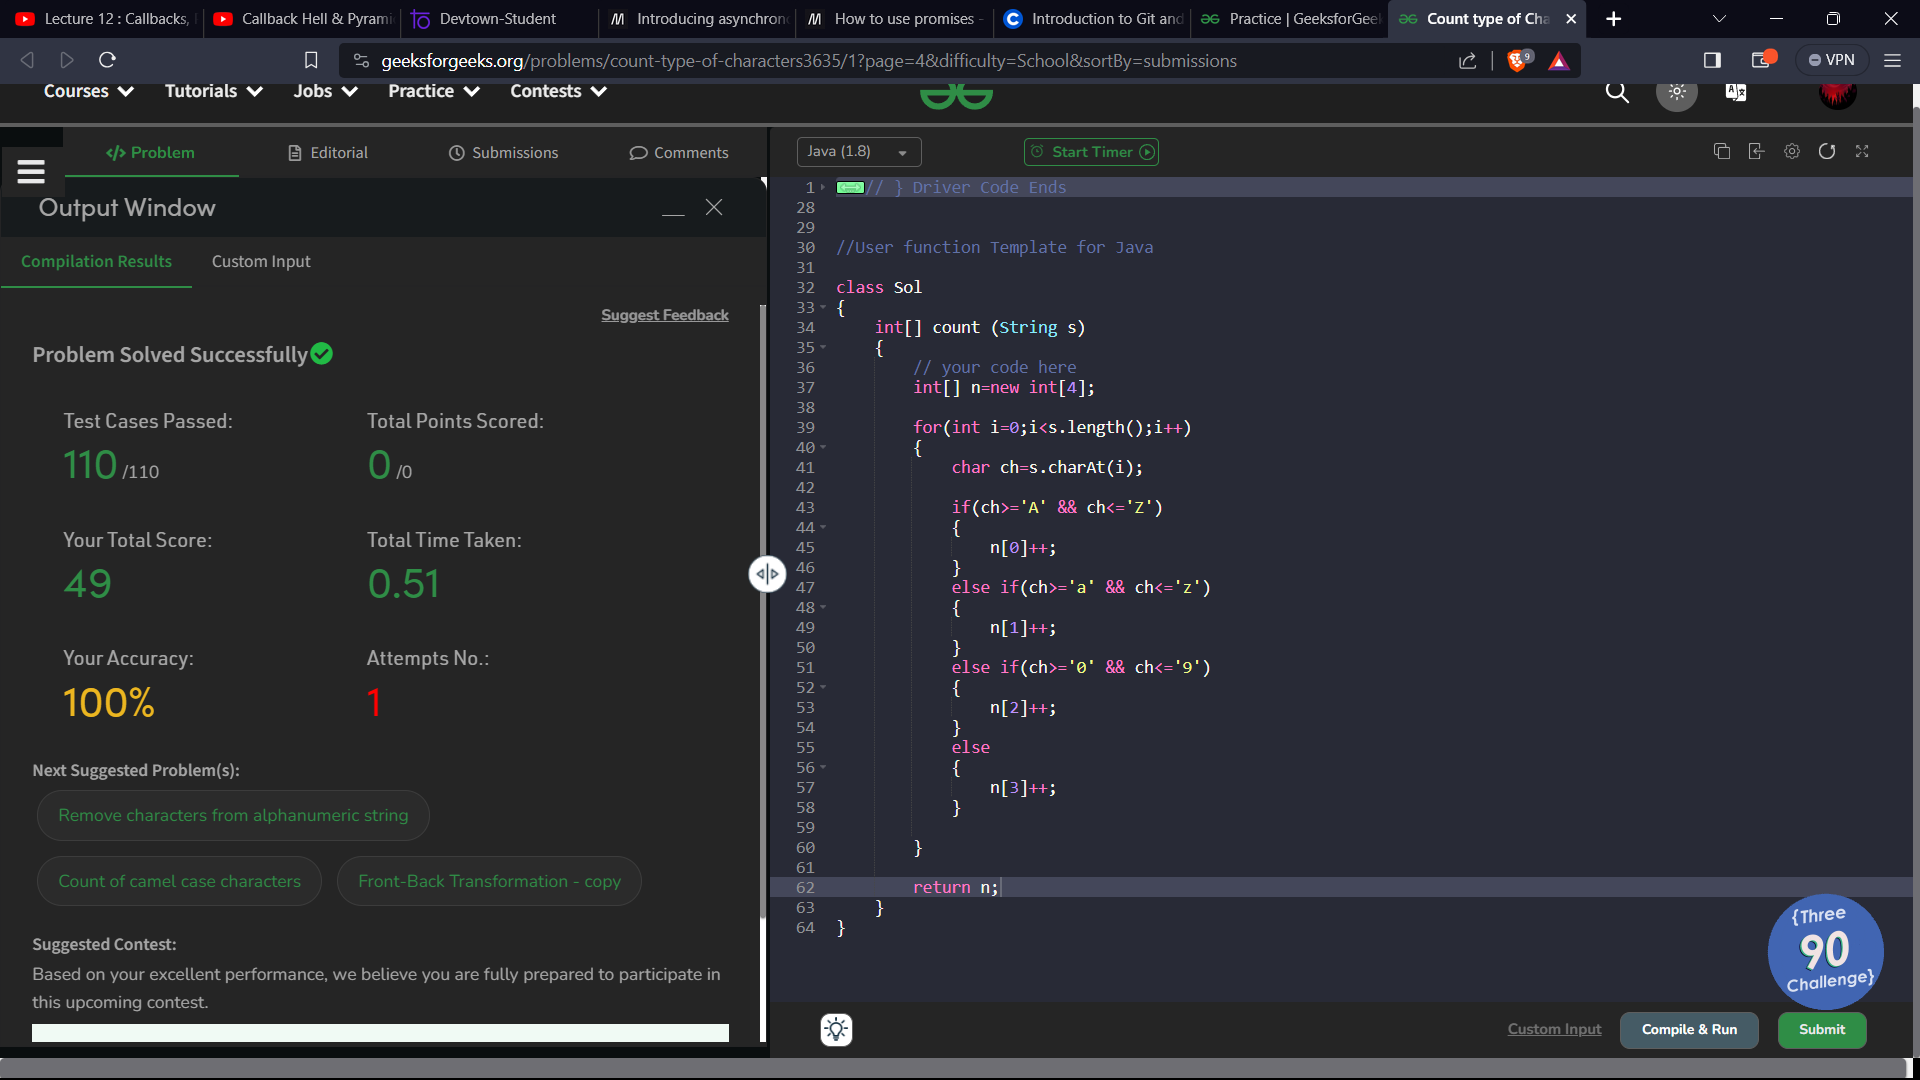 Lecture 12 : Callbacks,
Callback Hell & Pyrami
Devtown-Student
Introducing asynchron
How to use promises -
Introduction to Git and
Practice | GeeksforGee
Count type of Cha
geeksforgeeks.org/problems/count-type-of-characters3635/1?page=4&difficulty=School&sortBy=submissions
9
VPN
Courses
Tutorials
Jobs
Practice
Contests
</> Problem
Editorial
Submissions
Comments
Java (1.8)
Start Timer
Output Window
Compilation Results
Custom Input
Suggest Feedback
Problem Solved Successfully
Test Cases Passed:
110 /110
Total Points Scored:
0 /0
Your Total Score:
49
Total Time Taken:
0.51
Your Accuracy:
100%
Attempts No.:
1
Next Suggested Problem(s):
Remove characters from alphanumeric string
Count of camel case characters
Front-Back Transformation - copy
Suggested Contest:
Based on your excellent performance, we believe you are fully prepared to participate in
this upcoming contest.
1 // } Driver Code Ends
28
29
30 //User function Template for Java
31
32 class Sol
33 {
34 int[] count (String s)
35 {
36 // your code here
37 int[] n=new int[4];
38
39 for(int i=0;i<s.length();i++)
40 {
41 char ch=s.charAt(i);
42
43 if(ch>='A' && ch<='Z')
44 {
45 n[0]++;
46 }
47 else if(ch>='a' && ch<='z')
48 {
49 n[1]++;
50 }
51 else if(ch>='0' && ch<='9')
52 {
53 n[2]++;
54 }
55 else
56 {
57 n[3]++;
58 }
59
60 }
61
62 return n;
63 }
64 }
{Three
90
Challenge}
Custom Input
Compile & Run
Submit